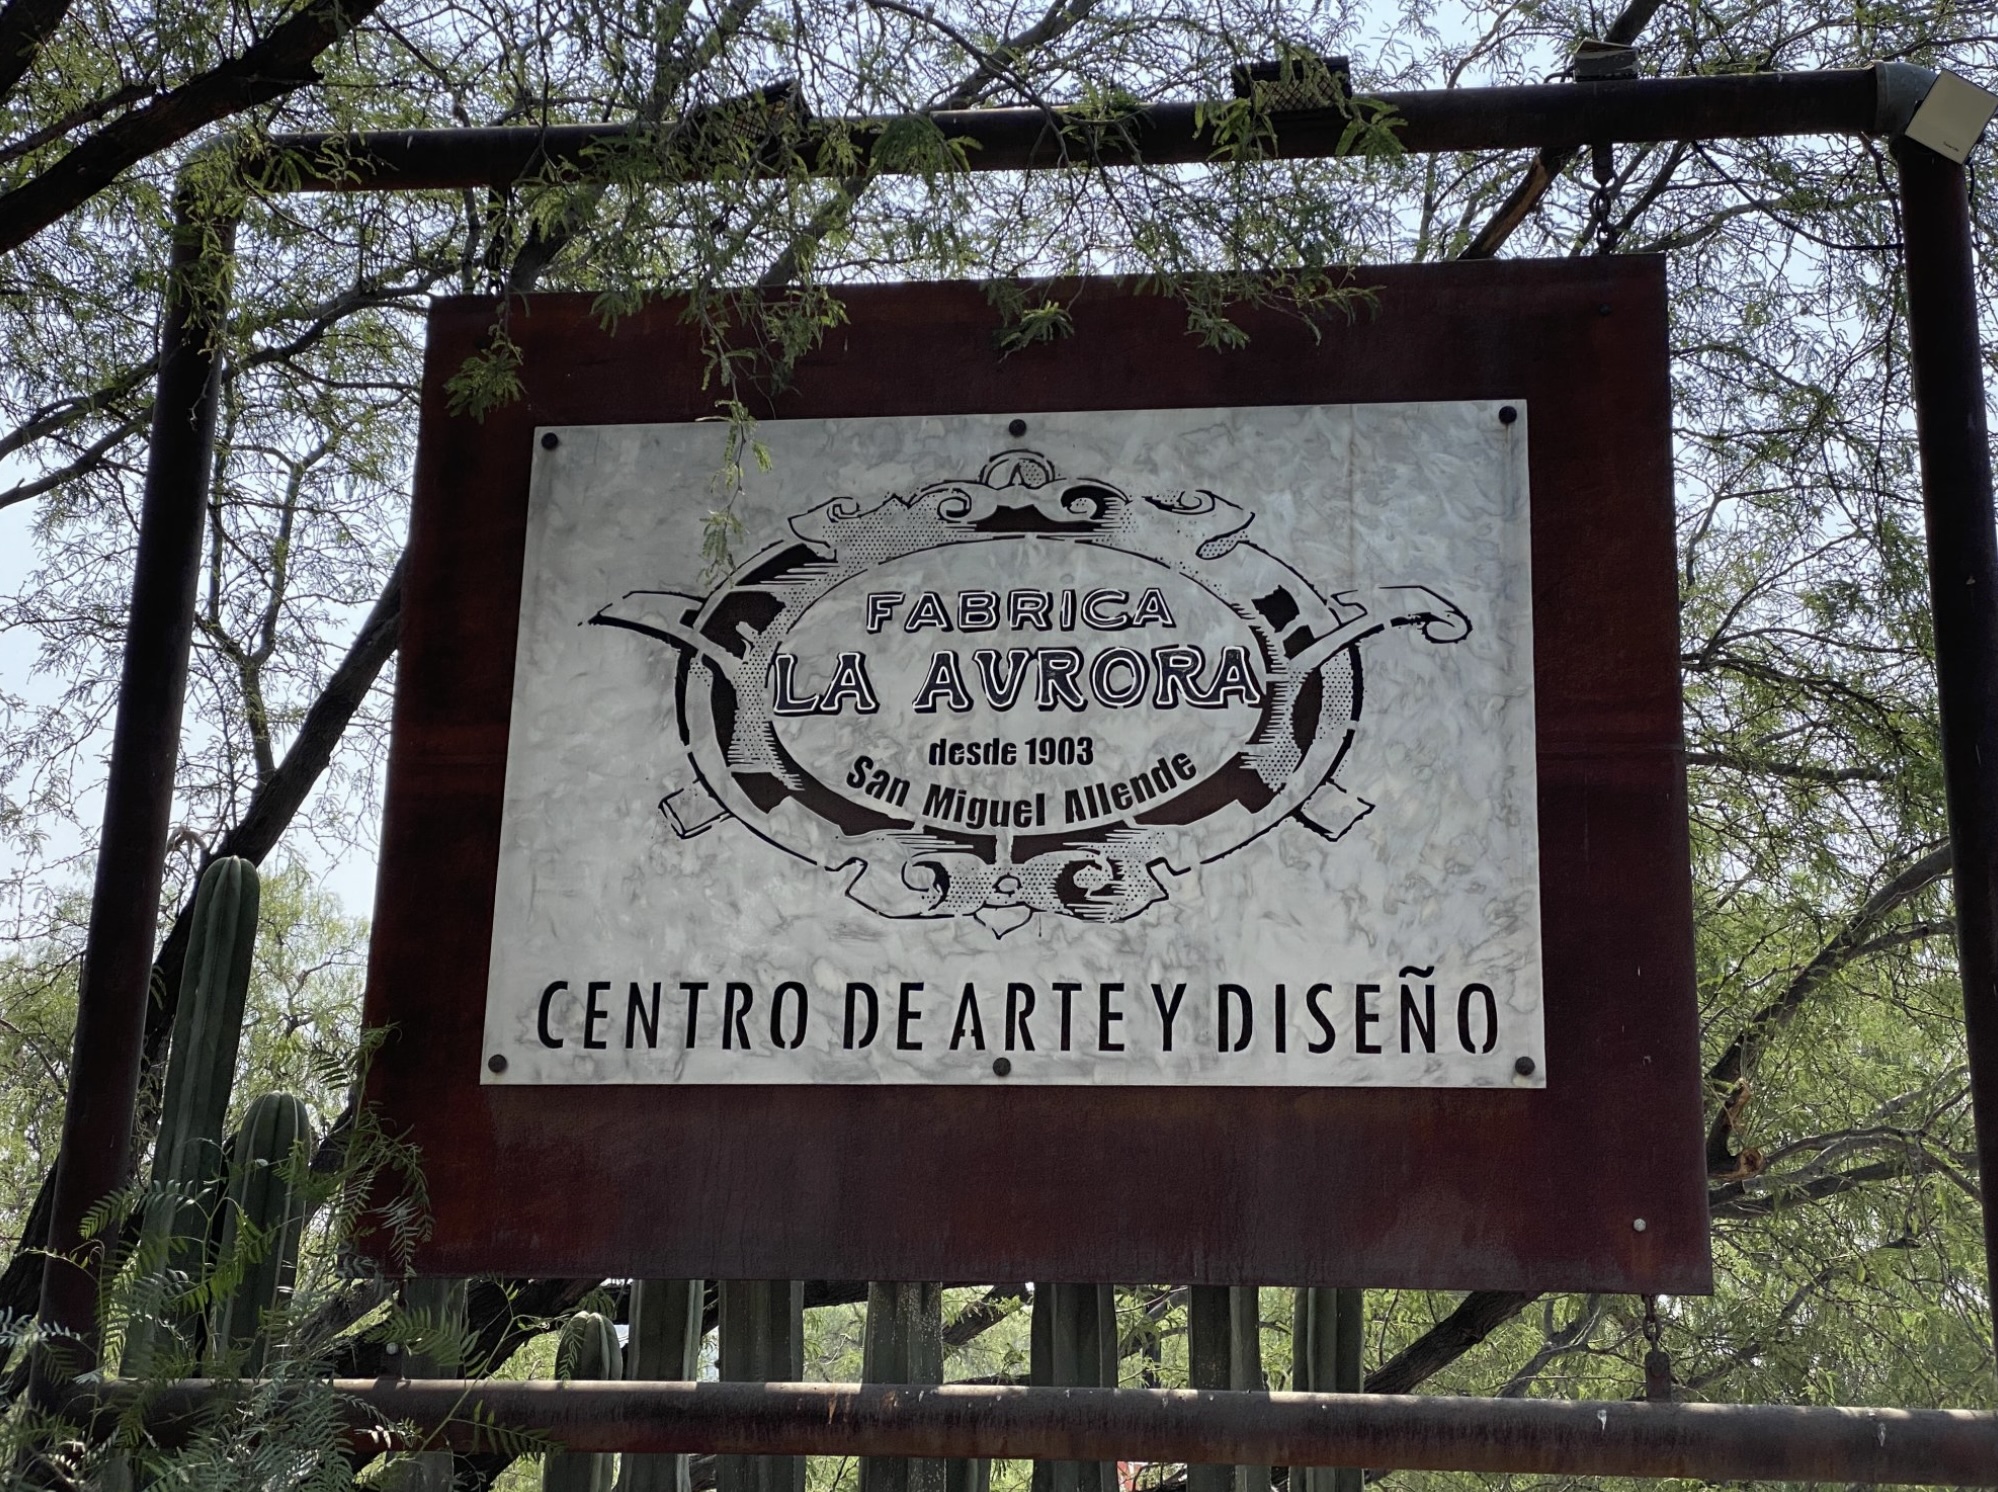 FABRICA
LA AVRORA
desde 1903
San Miguel Allende
CENTRO DE ARTE Y DISEÑO